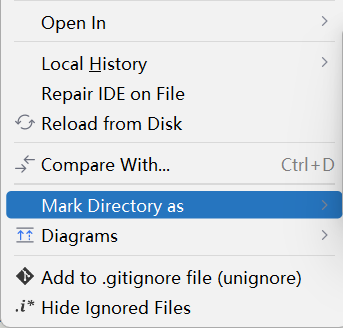 Open In
Local History
Repair IDE on File
Reload from Disk
Compare With... Ctrl+D
Mark Directory as
Diagrams
Add to .gitignore file (unignore)
.i* Hide Ignored Files